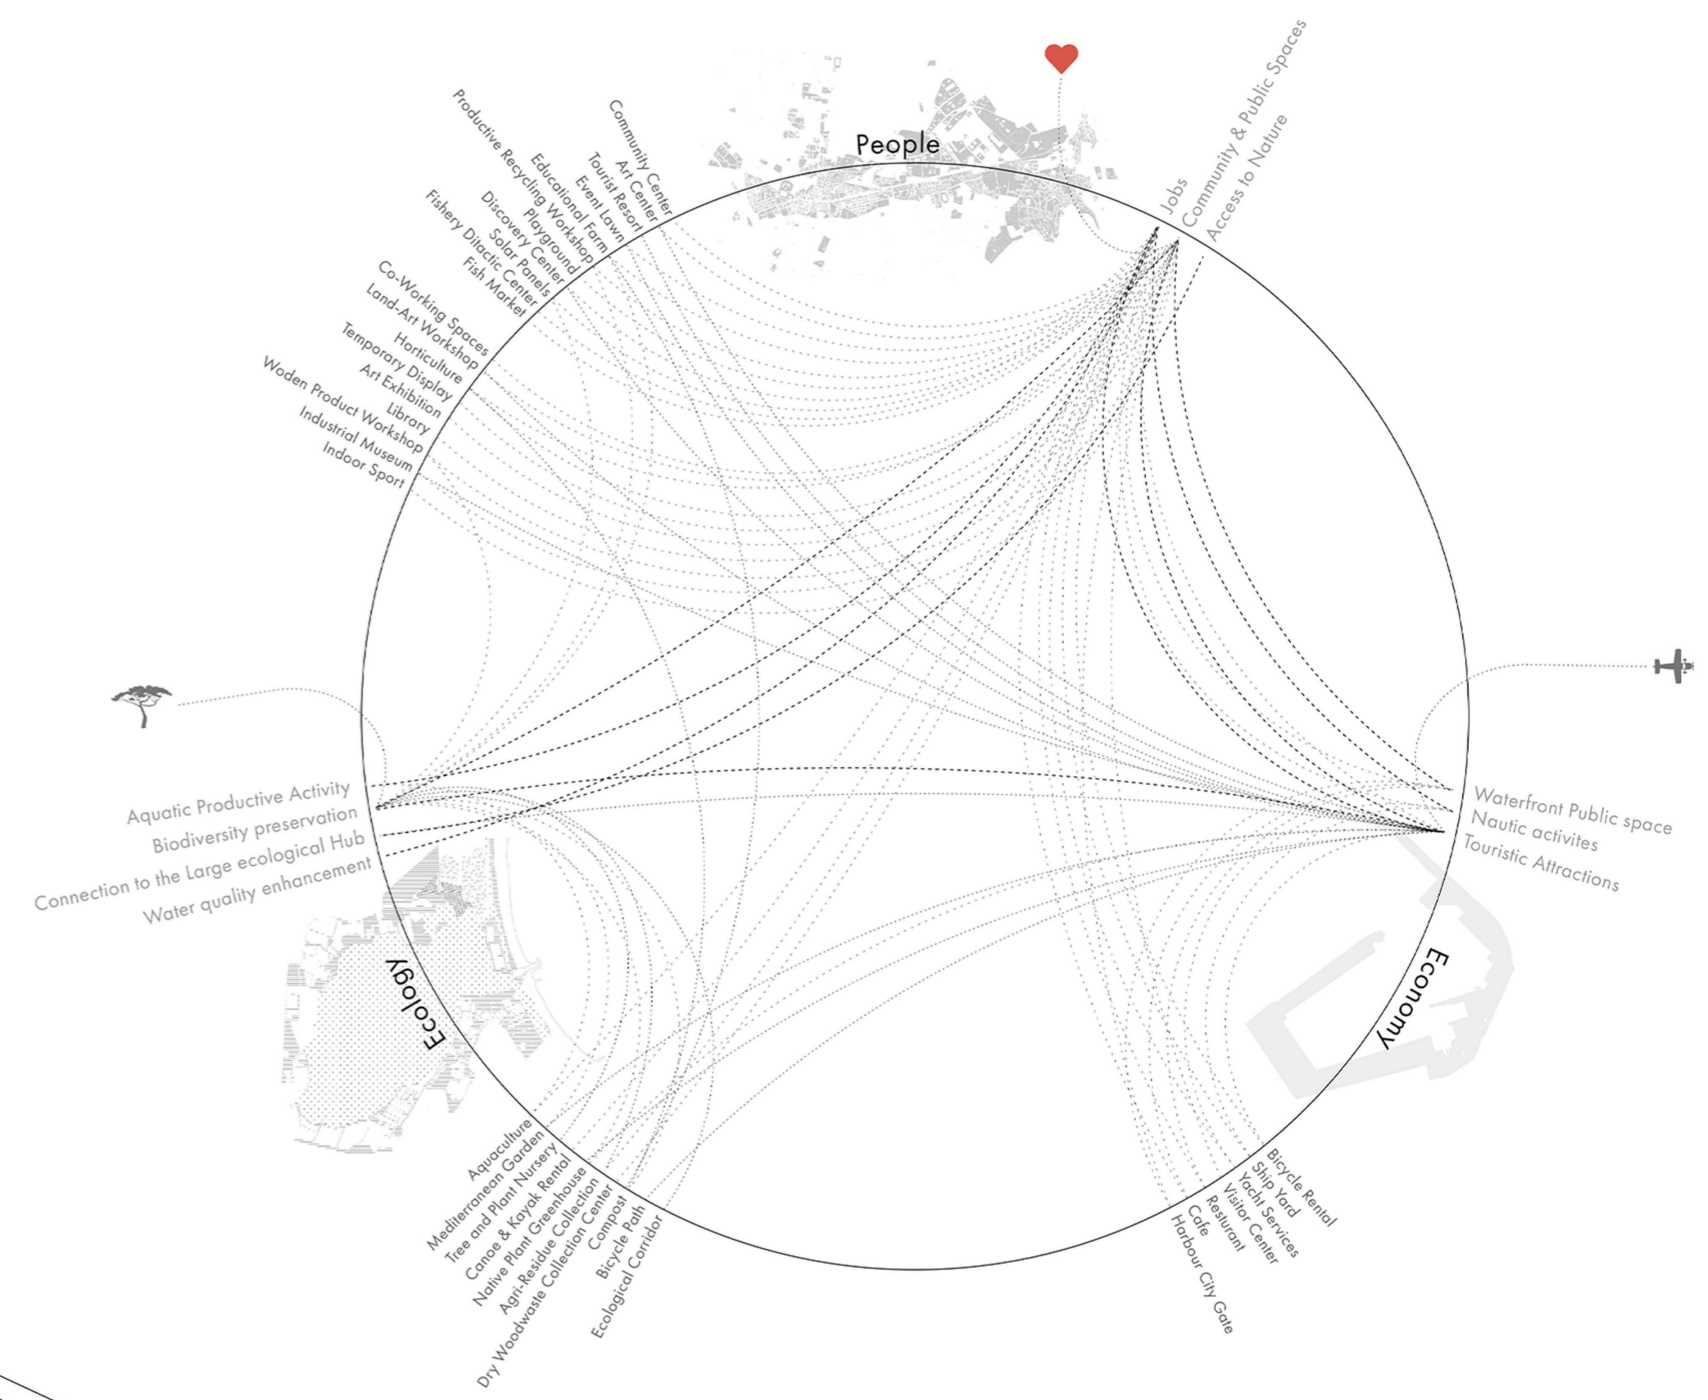 People
Jobs
Community & Public Spaces
Access to Nature
Community Center
Art Center
Tourist Resort
Event Lawn
Educational Farm
Productive Recycling Workshop
Playground
Discovery Center
Solar Panels
Fishery Ditactic Center
Fish Market
Co-Working Spaces
Land-Art Workshop
Horticulture
Temporary Display
Art Exhibition
Library
Woden Product Workshop
Industrial Museum
Indoor Sport
Aquatic Productive Activity
Biodiversity preservation
Connection to the Large ecological Hub
Water quality enhancement
Ecology
Aquaculture
Mediterranean Garden
Tree and Plant Nursery
Canoe & Kayak Rental
Native Plant Greenhouse
Agri-Residue Collection
Dry Woodwaste Collection Center
Compost
Bicycle Path
Ecological Corridor
Waterfront Public space
Nautic activites
Touristic Attractions
Economy
Bicycle Rental
Ship Yard
Yacht Services
Visitor Center
Resturant
Cafe
Harbour City Gate